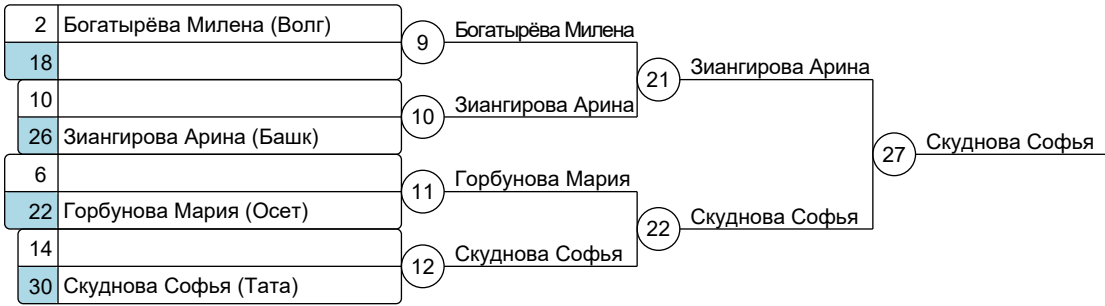 2 Богатырёва Милена (Волг)
18
9
Богатырёва Милена
10
26 Зиангирова Арина (Башк)
10
Зиангирова Арина
21
Зиангирова Арина
6
22 Горбунова Мария (Осет)
11
Горбунова Мария
14
30 Скуднова Софья (Тата)
12
Скуднова Софья
22
Скуднова Софья
27
Скуднова Софья